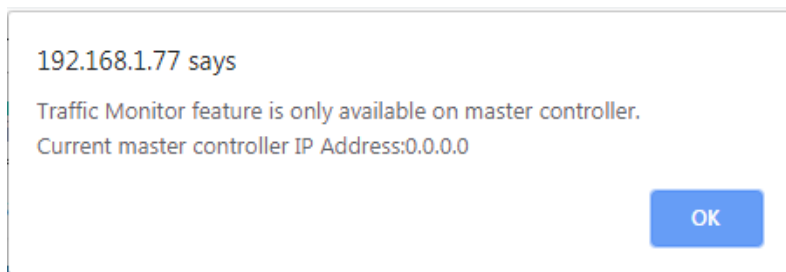 192.168.1.77 says
Traffic Monitor feature is only available on master controller.
Current master controller IP Address:0.0.0.0
OK